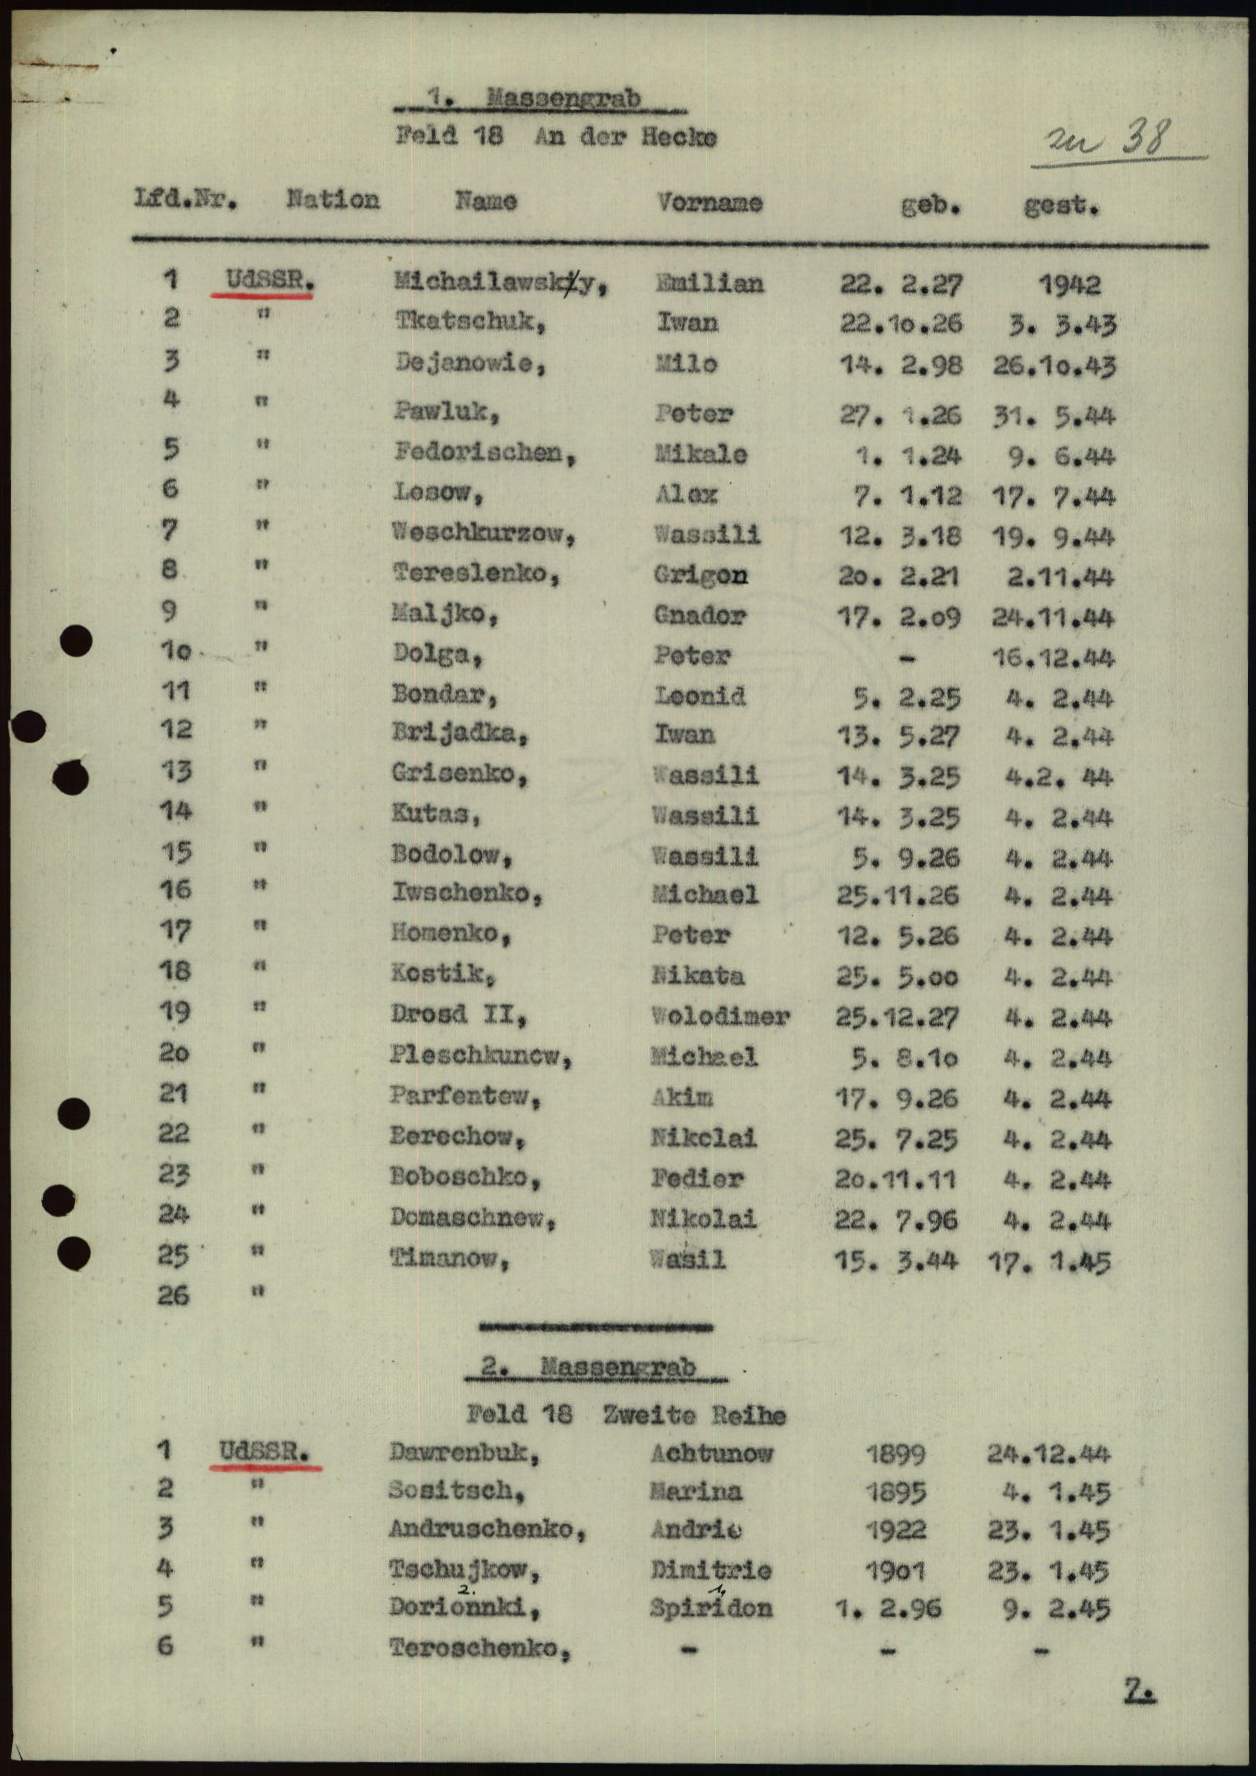 1. Massengrab
Feld 18 An der Hecke
zu 38
Lfd.Nr. Nation Name Vorname geb. gest.
1 UdSSR. Michailawskiy, Emilian 22. 2.27 1942
2 " Tkatschuk, Iwan 22.10.26 3. 3.43
3 " Dejanowie, Milo 14. 2.98 26.10.43
4 " Pawluk, Peter 27. 1.26 31. 5.44
5 " Fedorischen, Mikale 1. 1.24 9. 6.44
6 " Lesow, Alex 7. 1.12 17. 7.44
7 " Weschkurzow, Wassili 12. 3.18 19. 9.44
8 " Tereslenko, Grigon 20. 2.21 2.11.44
9 " Maljko, Gnador 17. 2.09 24.11.44
10 " Dolga, Peter - 16.12.44
11 " Bondar, Leonid 5. 2.25 4. 2.44
12 " Brijadka, Iwan 13. 5.27 4. 2.44
13 " Grisenko, Wassili 14. 3.25 4.2. 44
14 " Kutas, Wassili 14. 3.25 4. 2.44
15 " Bodolow, Wassili 5. 9.26 4. 2.44
16 " Iwschenko, Michael 25.11.26 4. 2.44
17 " Homenko, Peter 12. 5.26 4. 2.44
18 " Kostik, Nikata 25. 5.00 4. 2.44
19 " Drosd II, Wolodimer 25.12.27 4. 2.44
20 " Pleschkunow, Michael 5. 8.10 4. 2.44
21 " Parfentew, Akim 17. 9.26 4. 2.44
22 " Berechow, Nikolai 25. 7.25 4. 2.44
23 " Boboschko, Fedier 20.11.11 4. 2.44
24 " Domaschnew, Nikolai 22. 7.96 4. 2.44
25 " Timanow, Wasil 15. 3.44 17. 1.45
26 "
2. Massengrab
Feld 18 Zweite Reihe
1 UdSSR. Dawrenbuk, Achtunow 1899 24.12.44
2 " Sositsch, Marina 1895 4. 1.45
3 " Andruschenko, Andrie 1922 23. 1.45
4 " Tschujkow, Dimitrie 1901 23. 1.45
2. 1,
5 " Dorionnki, Spiridon 1. 2.96 9. 2.45
6 " Teroschenko, - - -
7.